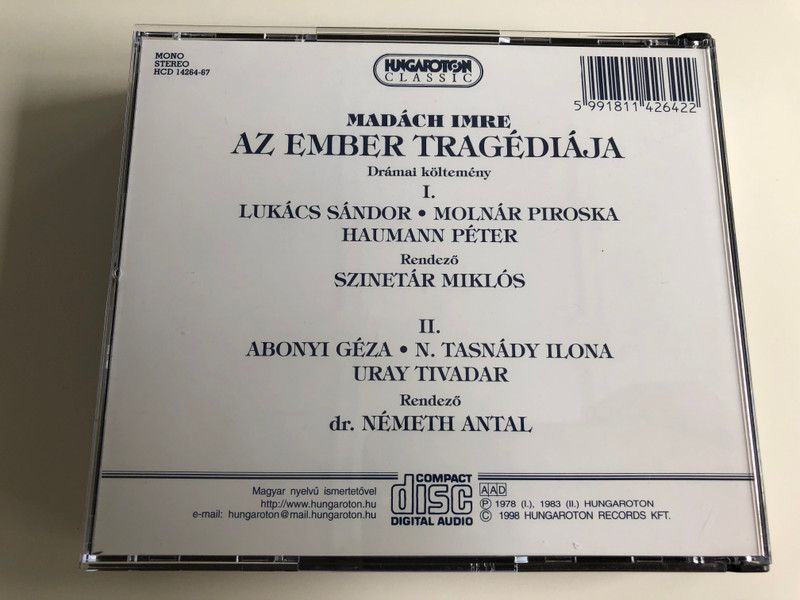 MONO
STEREO
HCD 14264-67
HUNGAROTON
CLASSIC
5 991811 426422
MADÁCH IMRE
AZ EMBER TRAGÉDIÁJA
Drámai költemény
I.
LUKÁCS SÁNDOR • MOLNÁR PIROSKA
HAUMANN PÉTER
Rendező
SZINETÁR MIKLÓS
II.
ABONYI GÉZA • N. TASNÁDY ILONA
URAY TIVADAR
Rendező
dr. NÉMETH ANTAL
Magyar nyelvű ismertetővel
http://www.hungaroton.hu
e-mail: hungaroton@mail.hungaroton.hu
COMPACT
disc
DIGITAL AUDIO
AAD
Ⓟ 1978 (I.), 1983 (II.) HUNGAROTON
© 1998 HUNGAROTON RECORDS KFT.